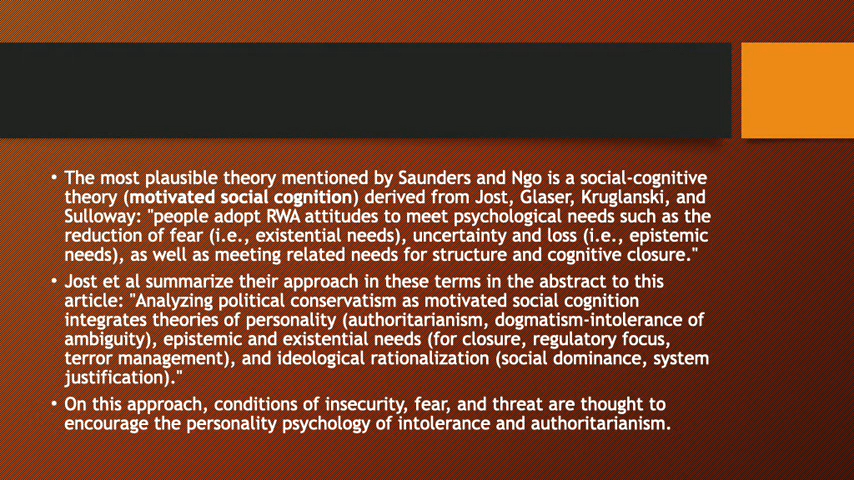 • The most plausible theory mentioned by Saunders and Ngo is a social-cognitive
theory (motivated social cognition) derived from Jost, Glaser, Kruglanski, and
Sulloway: "people adopt RWA attitudes to meet psychological needs such as the
reduction of fear (i.e., existential needs), uncertainty and loss (i.e., epistemic
needs), as well as meeting related needs for structure and cognitive closure."
• Jost et al summarize their approach in these terms in the abstract to this
article: "Analyzing political conservatism as motivated social cognition
integrates theories of personality (authoritarianism, dogmatism-intolerance of
ambiguity), epistemic and existential needs (for closure, regulatory focus,
terror management), and ideological rationalization (social dominance, system
justification)."
• On this approach, conditions of insecurity, fear, and threat are thought to
encourage the personality psychology of intolerance and authoritarianism.